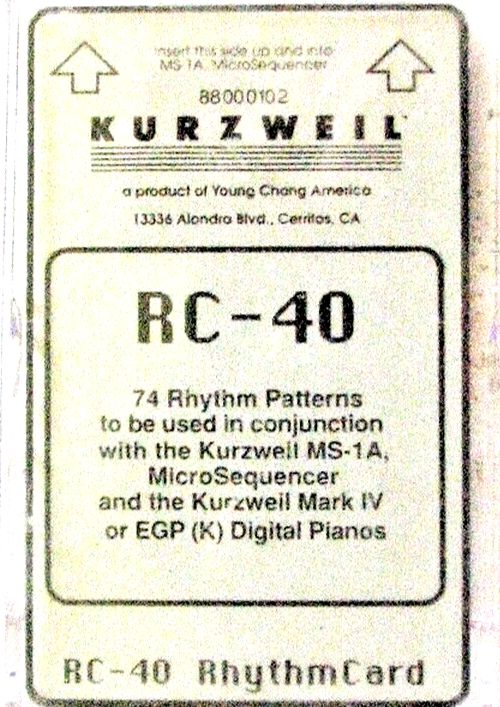 Insert this side up and into
MS-1A, MicroSequencer
88000102
KURZWEIL
a product of Young Chang America
13336 Alondra Blvd., Cerritos, CA
RC-40
74 Rhythm Patterns
to be used in conjunction
with the Kurzweil MS-1A,
MicroSequencer
and the Kurzweil Mark IV
or EGP (K) Digital Pianos
RC-40 RhythmCard